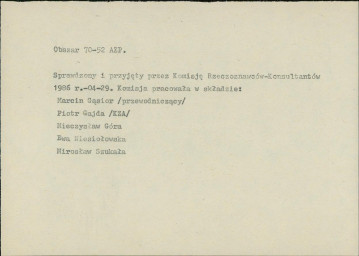 Obszar 70-52 AZP.
Sprawdzony i przyjęty przez Komisję Rzeczoznawców-Konsultantów
1986 r.-04-29. Komisja pracowała w składzie:
Marcin Gąsior /przewodniczący/
Piotr Gajda /KZA/
Mieczysław Góra
Ewa Niesiołowska
Mirosław Szukała